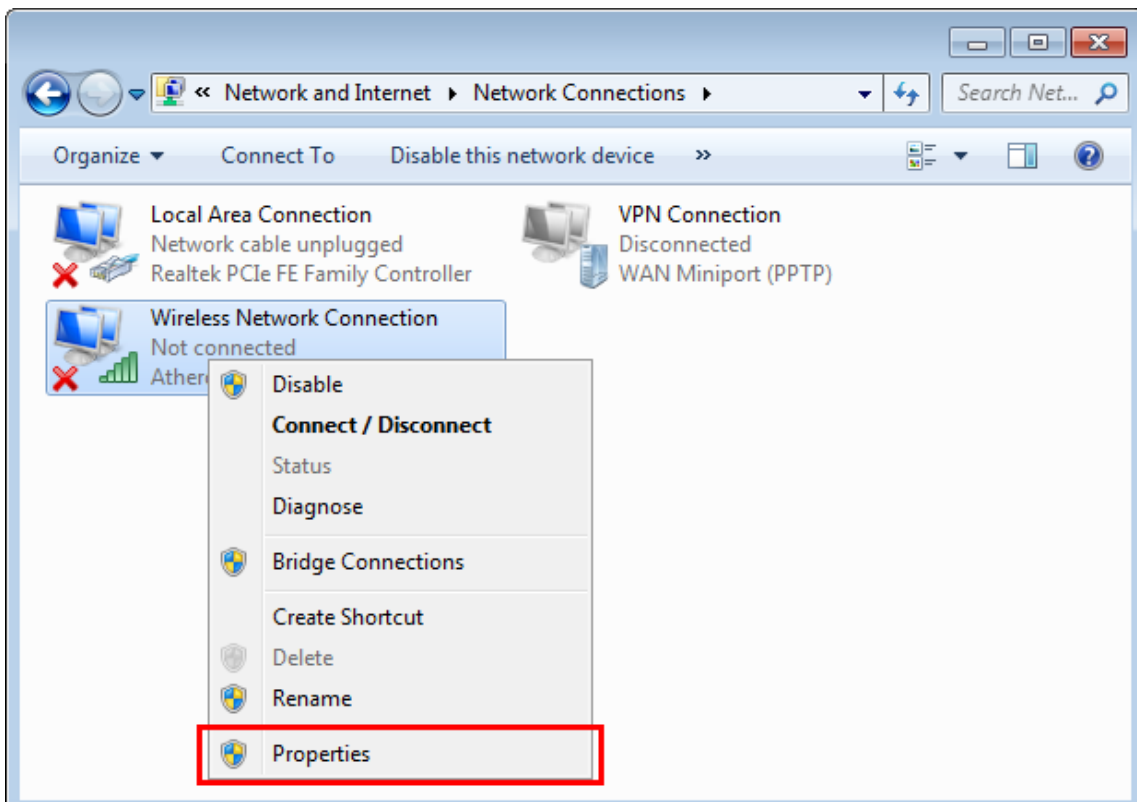 « Network and Internet Network Connections Search Net...
Organize Connect To Disable this network device »
Local Area Connection
Network cable unplugged
Realtek PCIe FE Family Controller
VPN Connection
Disconnected
WAN Miniport (PPTP)
Wireless Network Connection
Not connected
Ather
Disable
Connect / Disconnect
Status
Diagnose
Bridge Connections
Create Shortcut
Delete
Rename
Properties